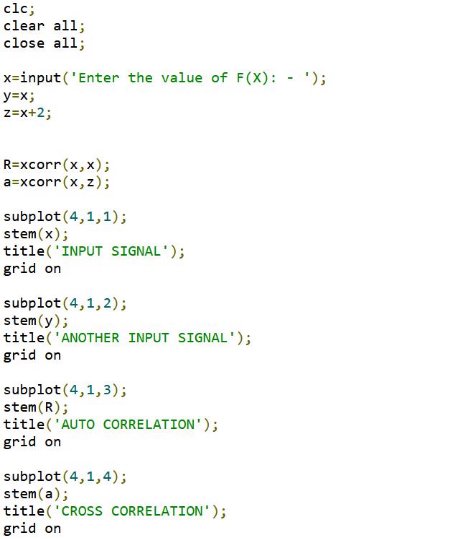 clc;
clear all;
close all;
x=input('Enter the value of F(X): - ');
y=x;
z=x+2;
R=xcorr(x,x);
a=xcorr(x,z);
subplot(4,1,1);
stem(x);
title('INPUT SIGNAL');
grid on
subplot(4,1,2);
stem(y);
title('ANOTHER INPUT SIGNAL');
grid on
subplot(4,1,3);
stem(R);
title('AUTO CORRELATION');
grid on
subplot(4,1,4);
stem(a);
title('CROSS CORRELATION');
grid on